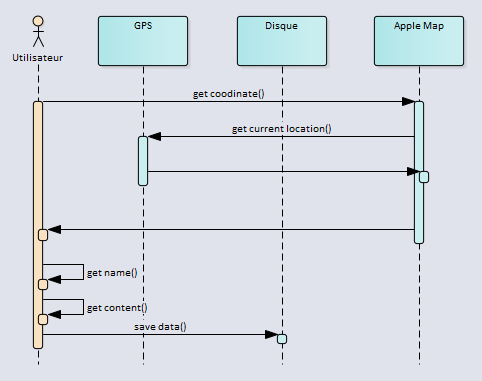 GPS
Disque
Apple Map
Utilisateur
get coodinate()
get current location()
get name()
get content()
save data()